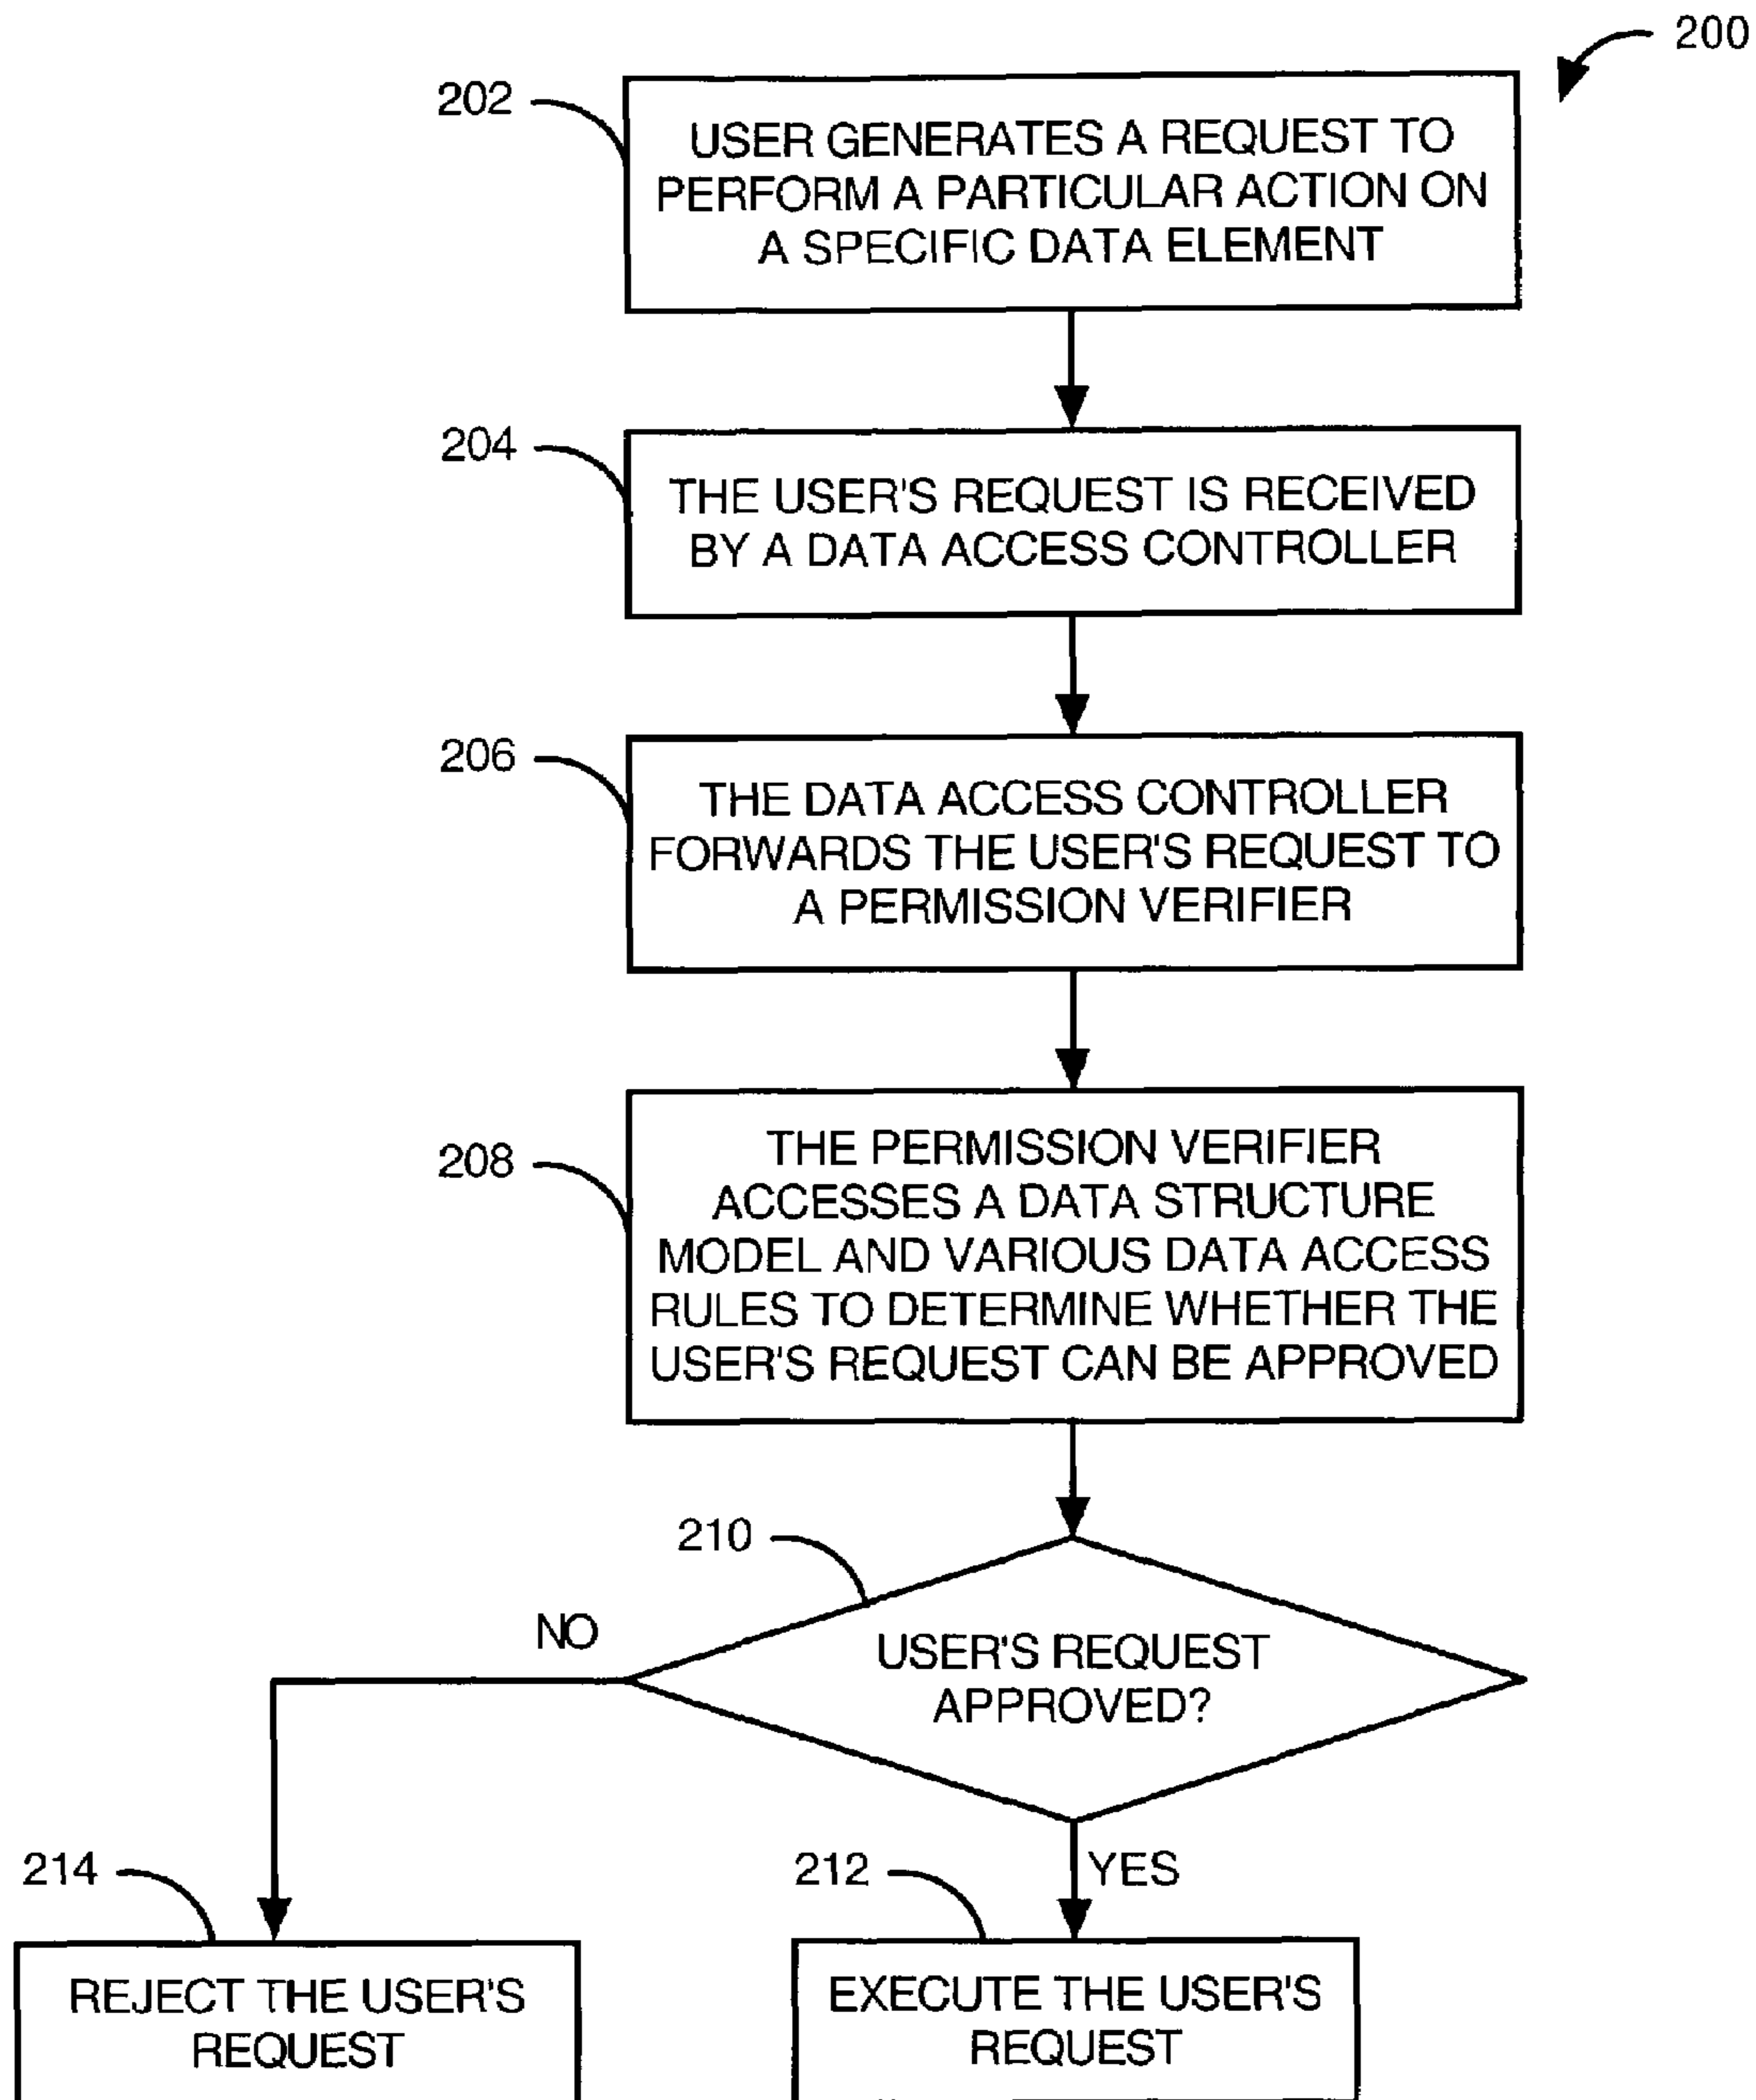 200
202
USER GENERATES A REQUEST TO
PERFORM A PARTICULAR ACTION ON
A SPECIFIC DATA ELEMENT
204
THE USER'S REQUEST IS RECEIVED
BY A DATA ACCESS CONTROLLER
206
THE DATA ACCESS CONTROLLER
FORWARDS THE USER'S REQUEST TO
A PERMISSION VERIFIER
208
THE PERMISSION VERIFIER
ACCESSES A DATA STRUCTURE
MODEL AND VARIOUS DATA ACCESS
RULES TO DETERMINE WHETHER THE
USER'S REQUEST CAN BE APPROVED
210
NO
USER'S REQUEST
APPROVED?
214
212
YES
REJECT THE USER'S
REQUEST
EXECUTE THE USER'S
REQUEST